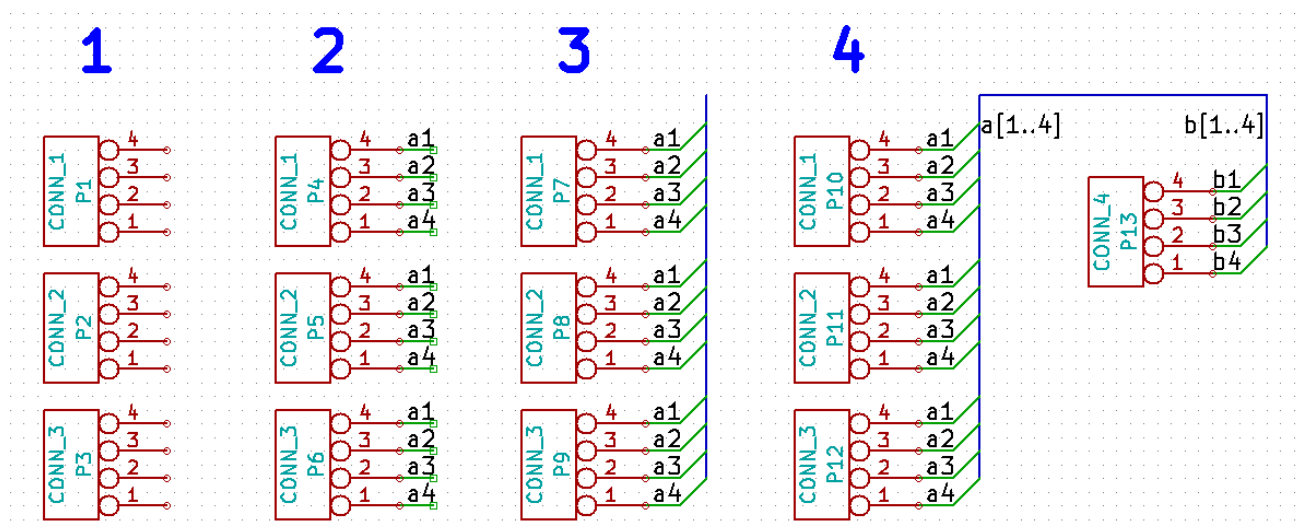 1 2 3 4
a[1..4] b[1..4]
CONN_1 P1 4 3 2 1
CONN_1 P4 4 a1 3 a2 2 a3 1 a4
CONN_1 P7 4 a1 3 a2 2 a3 1 a4
CONN_1 P10 4 a1 3 a2 2 a3 1 a4
CONN_4 P13 4 b1 3 b2 2 b3 1 b4
CONN_2 P2 4 3 2 1
CONN_2 P5 4 a1 3 a2 2 a3 1 a4
CONN_2 P8 4 a1 3 a2 2 a3 1 a4
CONN_2 P11 4 a1 3 a2 2 a3 1 a4
CONN_3 P3 4 3 2 1
CONN_3 P6 4 a1 3 a2 2 a3 1 a4
CONN_3 P9 4 a1 3 a2 2 a3 1 a4
CONN_3 P12 4 a1 3 a2 2 a3 1 a4